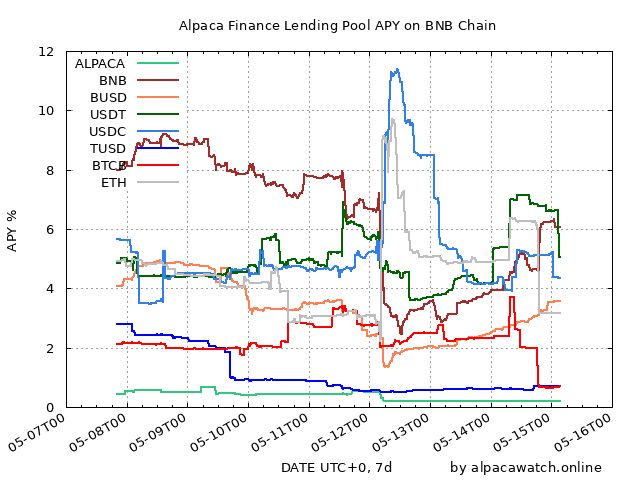 Alpaca Finance Lending Pool APY on BNB Chain
12
10
8
6
4
2
0
APY %
ALPACA
BNB
BUSD
USDT
USDC
TUSD
BTCB
ETH
05-07T00
05-08T00
05-09T00
05-10T00
05-11T00
05-12T00
05-13T00
05-14T00
05-15T00
05-16T00
DATE UTC+0, 7d
by alpacawatch.online